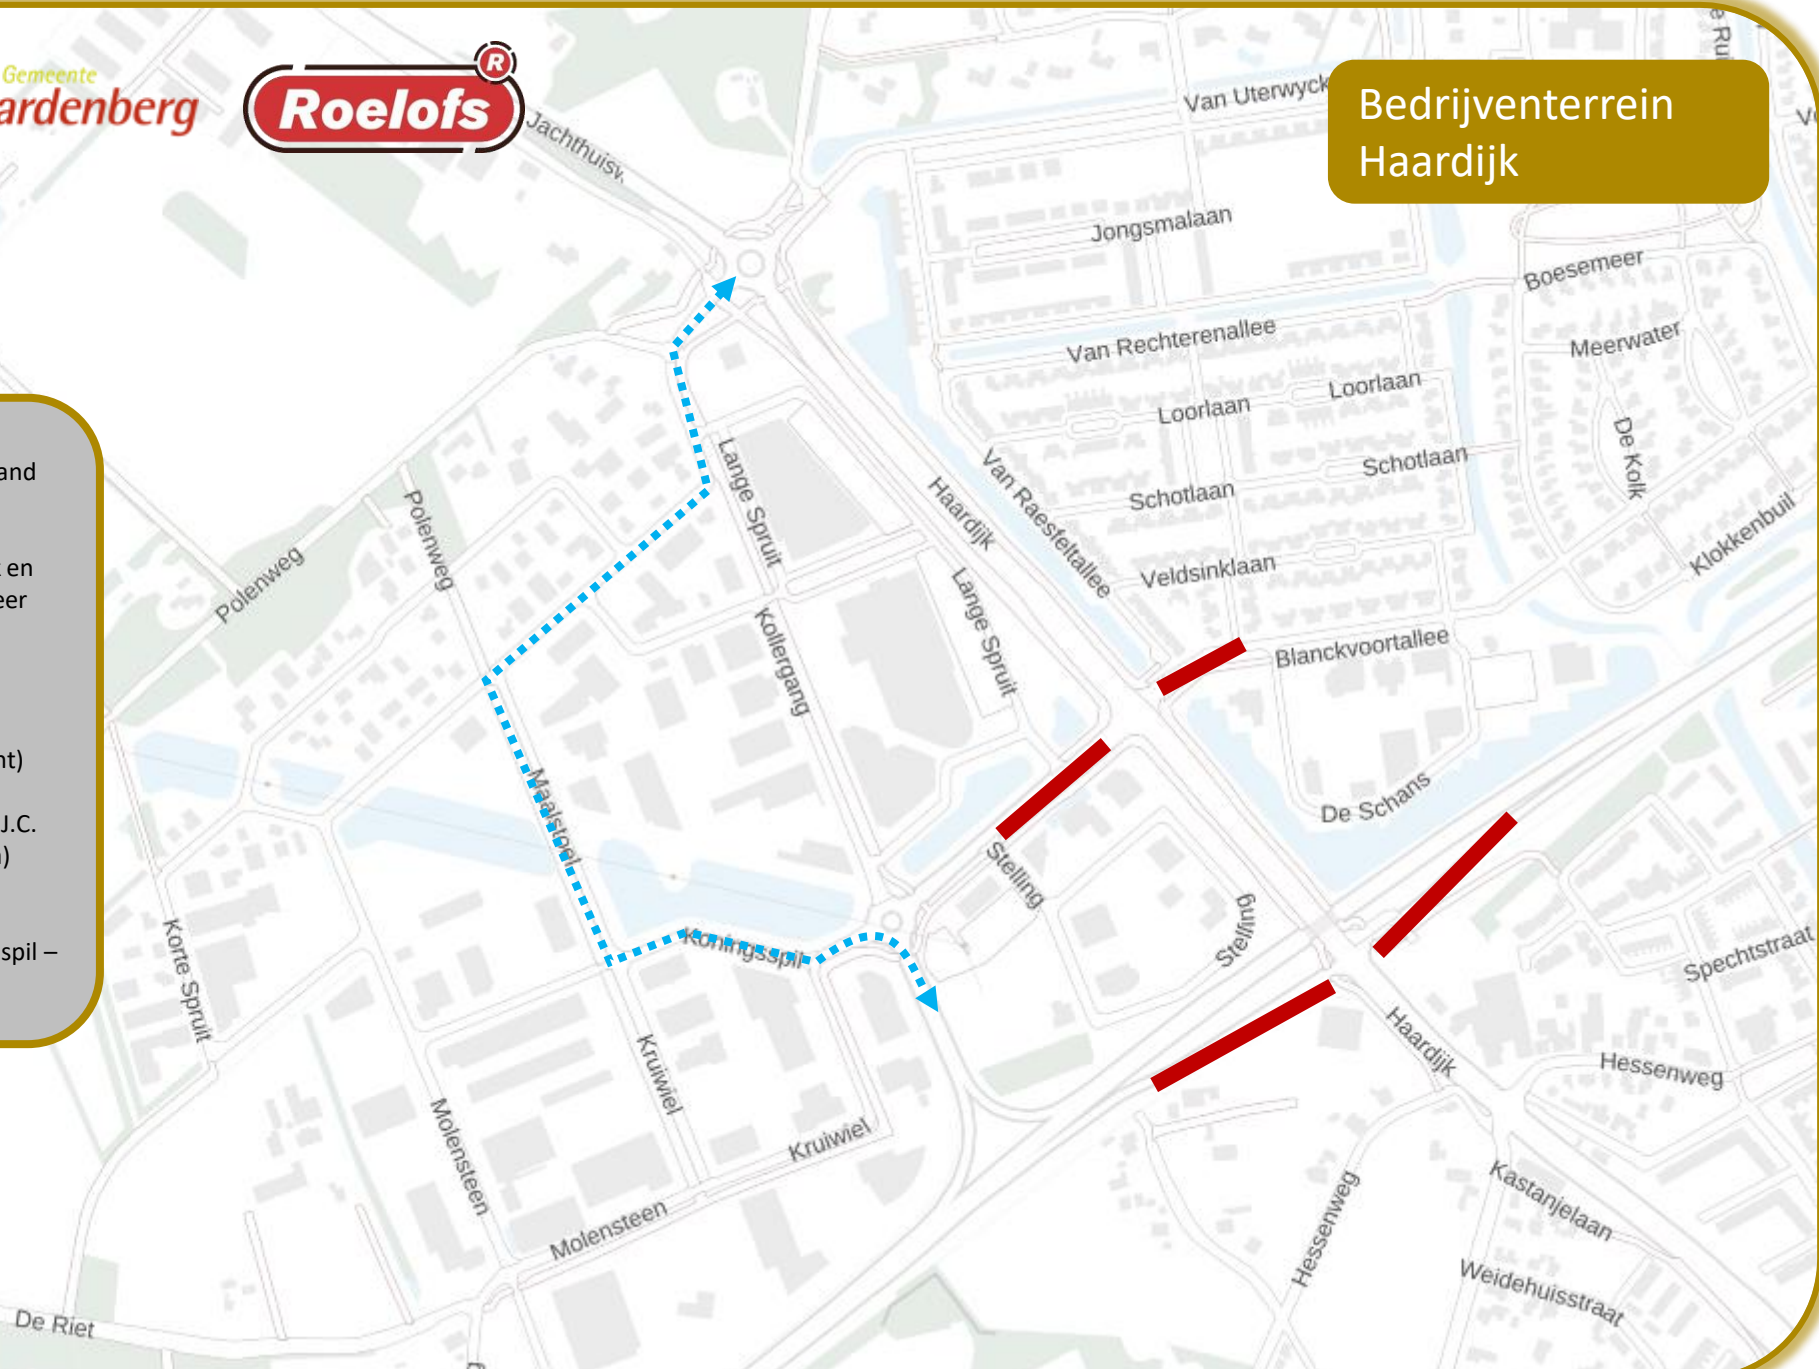 Gemeente
ardenberg
Roelofs
R
Bedrijventerrein
Haardijk
and
en
eer
nt)
J.C.
spil –
Jachthuisv.
Van Uterwyck
Jongsmalaan
Boesemeer
Van Rechterenallee
Meerwater
Loorlaan
Loorlaan
De Kolk
Schotlaan
Schotlaan
Klokkenbuil
Van Raesfeltallee
Haardijk
Veldsinklaan
Blanckvoortallee
De Schans
Lange Spruit
Lange Spruit
Polenweg
Polenweg
Kollergang
Maalstoel
Stelling
Stelling
Koningsspil
Korte Spruit
Spechtstraat
Haardijk
Hessenweg
Kruiwiel
Kruiwiel
Molensteen
Molensteen
Hessenweg
Kastanjelaan
Weidehuisstraat
De Riet